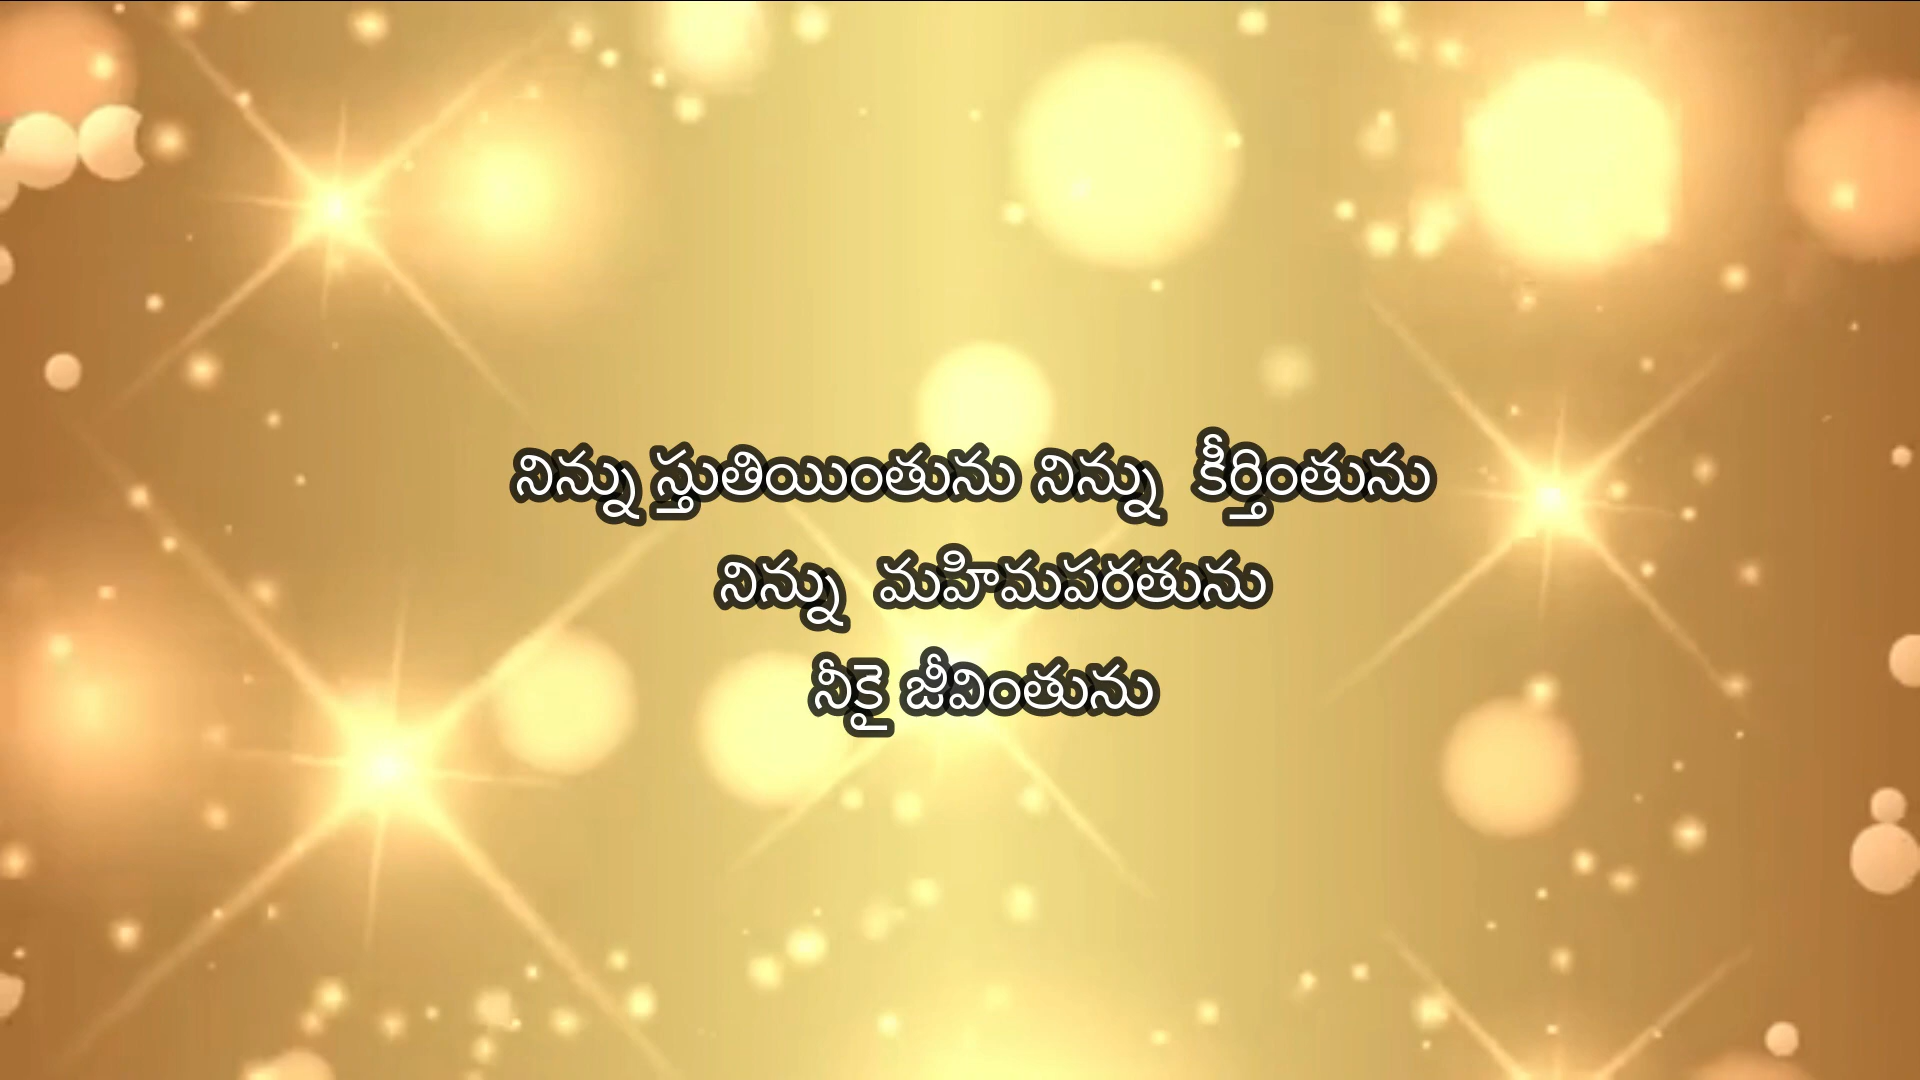 నిన్ను స్తుతియింతును నిన్ను కీర్తింతును
నిన్ను మహిమపరతును
నీకై జీవింతును